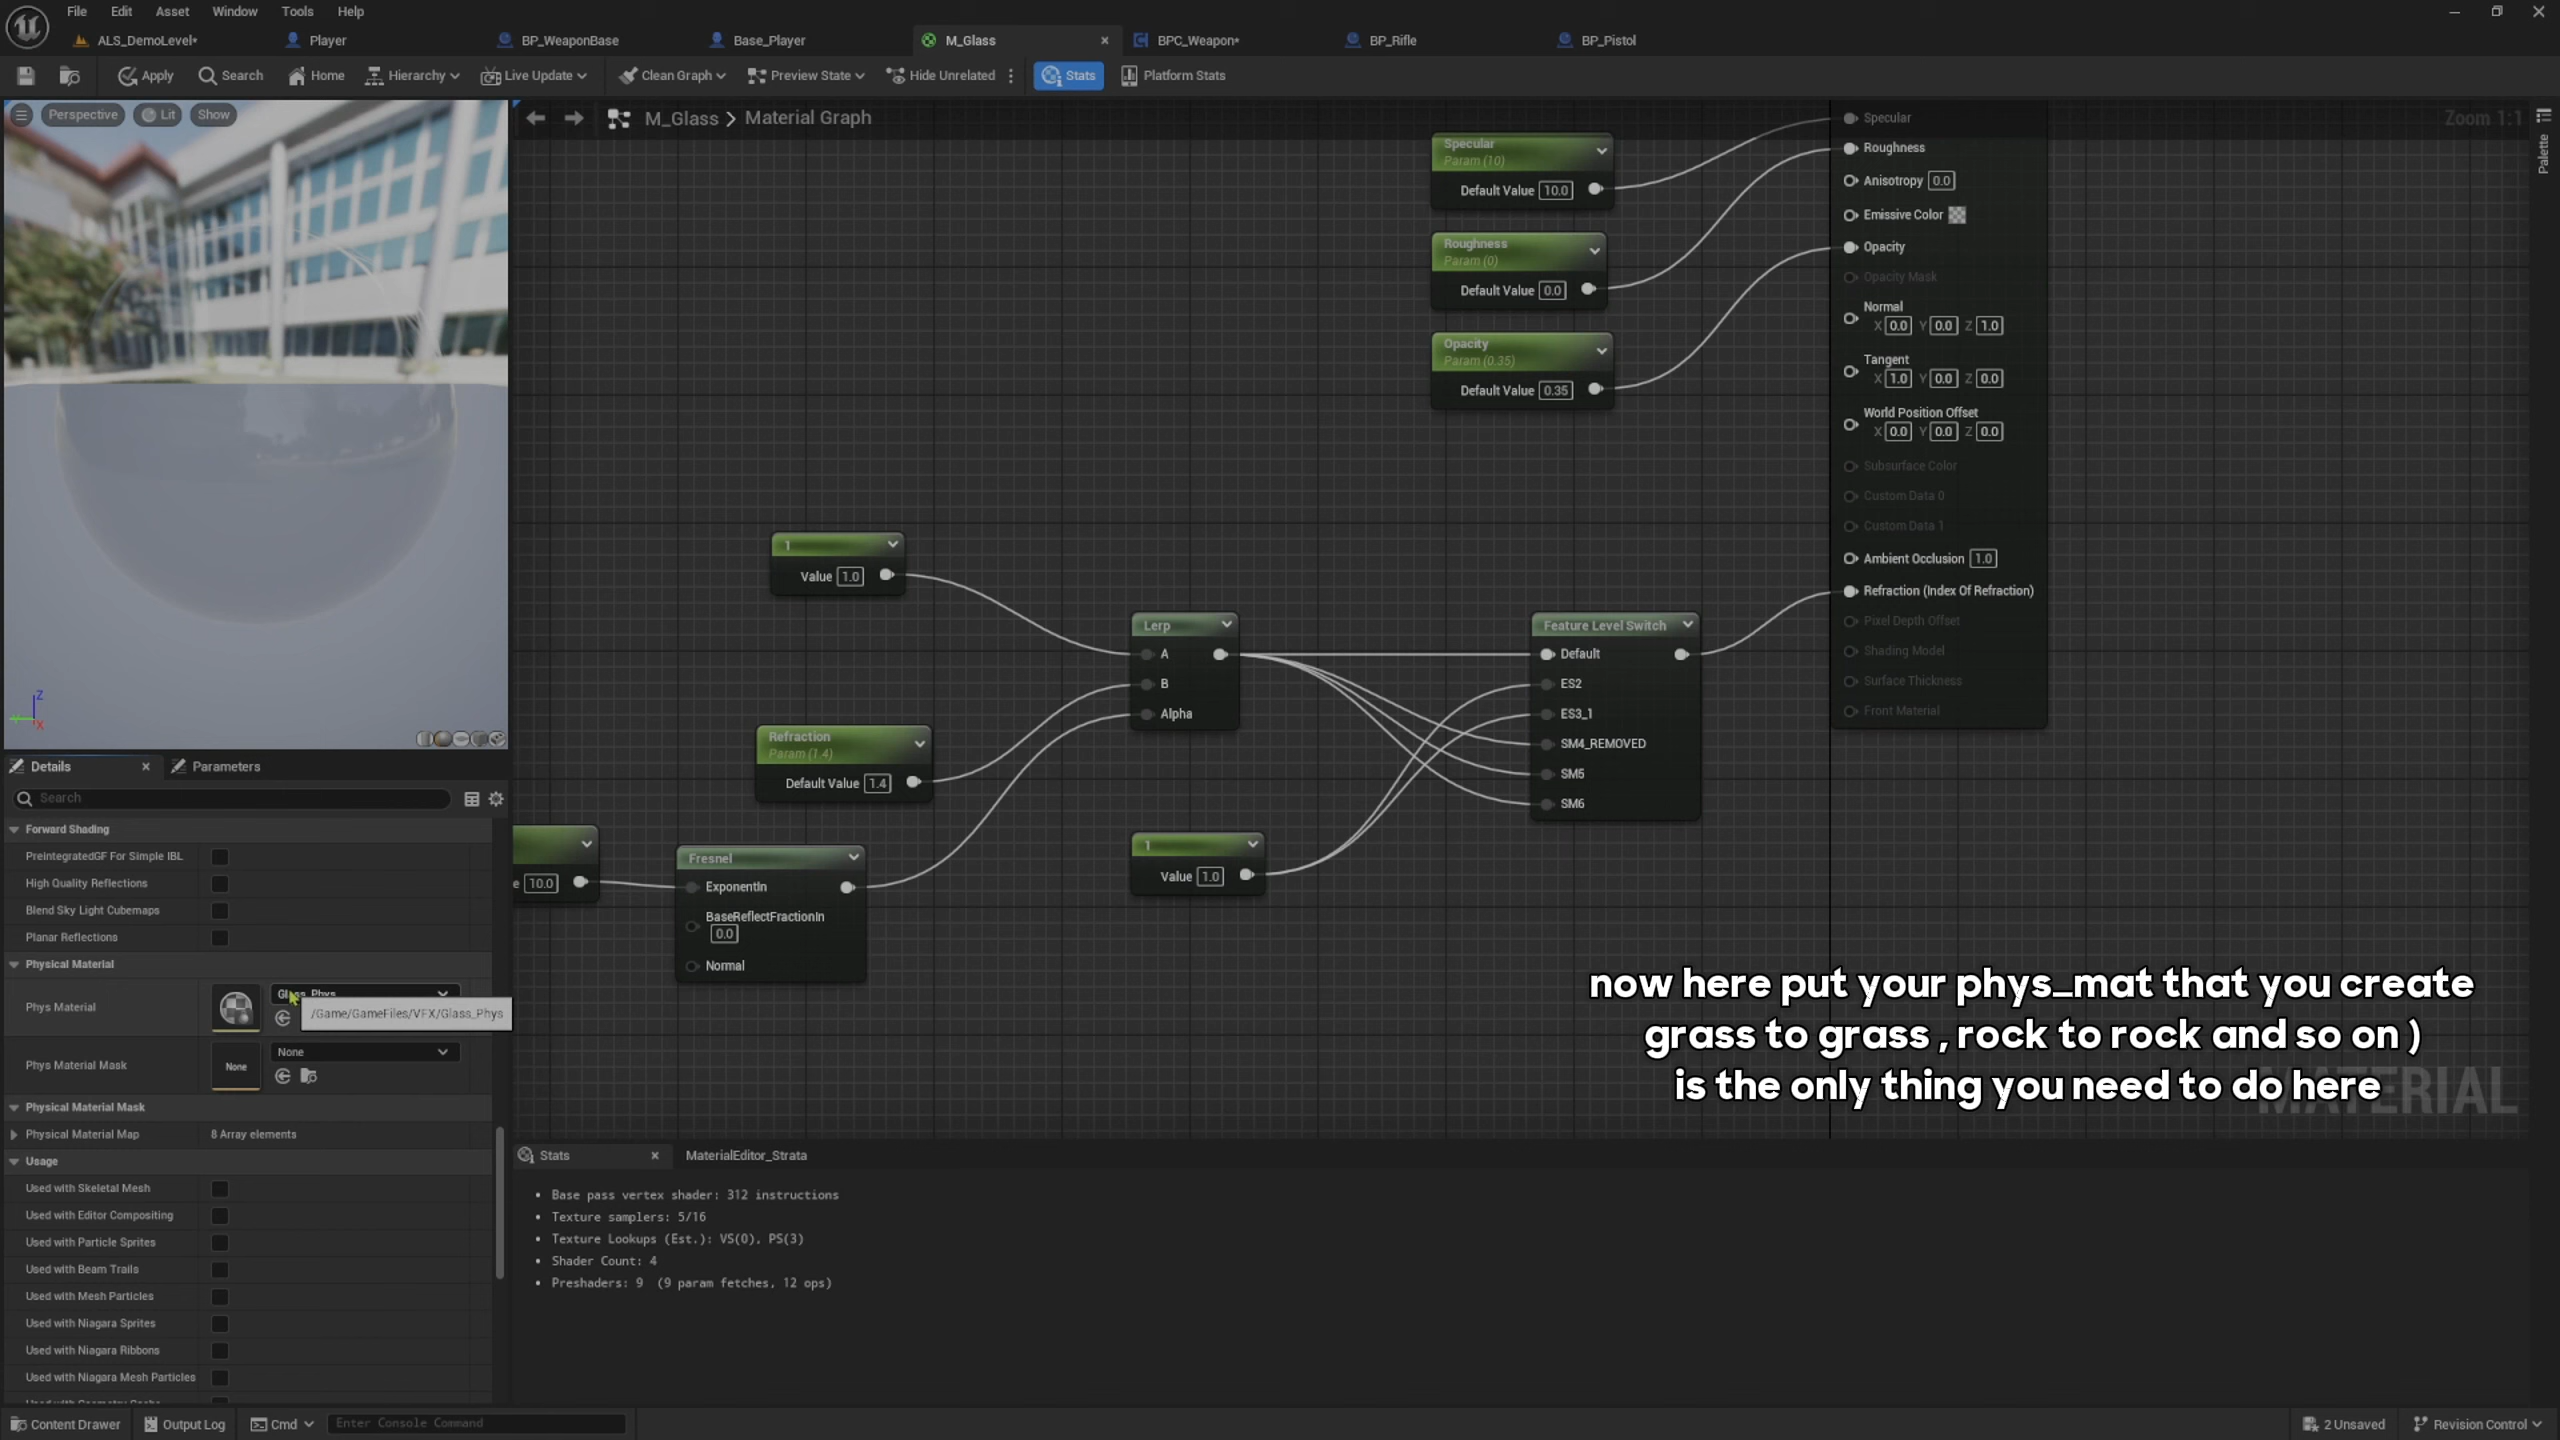 File Edit Asset Window Tools Help
ALS_DemoLevel* Player BP_WeaponBase Base_Player M_Glass BPC_Weapon* BP_Rifle BP_Pistol
Apply Search Home Hierarchy Live Update Clean Graph Preview State Hide Unrelated Stats Platform Stats
Perspective Lit Show
M_Glass > Material Graph
Zoom 1:1
Palette
Specular
Param (10)
Default Value 10.0
Roughness
Param (0)
Default Value 0.0
Opacity
Param (0.35)
Default Value 0.35
Specular
Roughness
Anisotropy 0.0
Emissive Color
Opacity
Opacity Mask
Normal
X 0.0 Y 0.0 Z 1.0
Tangent
X 1.0 Y 0.0 Z 0.0
World Position Offset
X 0.0 Y 0.0 Z 0.0
Subsurface Color
Custom Data 0
Custom Data 1
Ambient Occlusion 1.0
Refraction (Index Of Refraction)
Pixel Depth Offset
Shading Model
Surface Thickness
Front Material
1
Value 1.0
Lerp
A
B
Alpha
Feature Level Switch
Default
ES2
ES3_1
SM4_REMOVED
SM5
SM6
Refraction
Param (1.4)
Default Value 1.4
e 10.0
Fresnel
ExponentIn
BaseReflectFractionIn
0.0
Normal
1
Value 1.0
Z
X
Details Parameters
Search
Forward Shading
PreintegratedGF For Simple IBL
High Quality Reflections
Blend Sky Light Cubemaps
Planar Reflections
Physical Material
Phys Material
Glass_Phys
/Game/GameFiles/VFX/Glass_Phys
Phys Material Mask
None
None
Physical Material Mask
Physical Material Map 8 Array elements
Usage
Used with Skeletal Mesh
Used with Editor Compositing
Used with Particle Sprites
Used with Beam Trails
Used with Mesh Particles
Used with Niagara Sprites
Used with Niagara Ribbons
Used with Niagara Mesh Particles
now here put your phys_mat that you create
grass to grass , rock to rock and so on )
is the only thing you need to do here
MATERIAL
Stats MaterialEditor_Strata
Base pass vertex shader: 312 instructions
Texture samplers: 5/16
Texture Lookups (Est.): VS(0), PS(3)
Shader Count: 4
Preshaders: 9 (9 param fetches, 12 ops)
Content Drawer Output Log Cmd Enter Console Command 2 Unsaved Revision Control